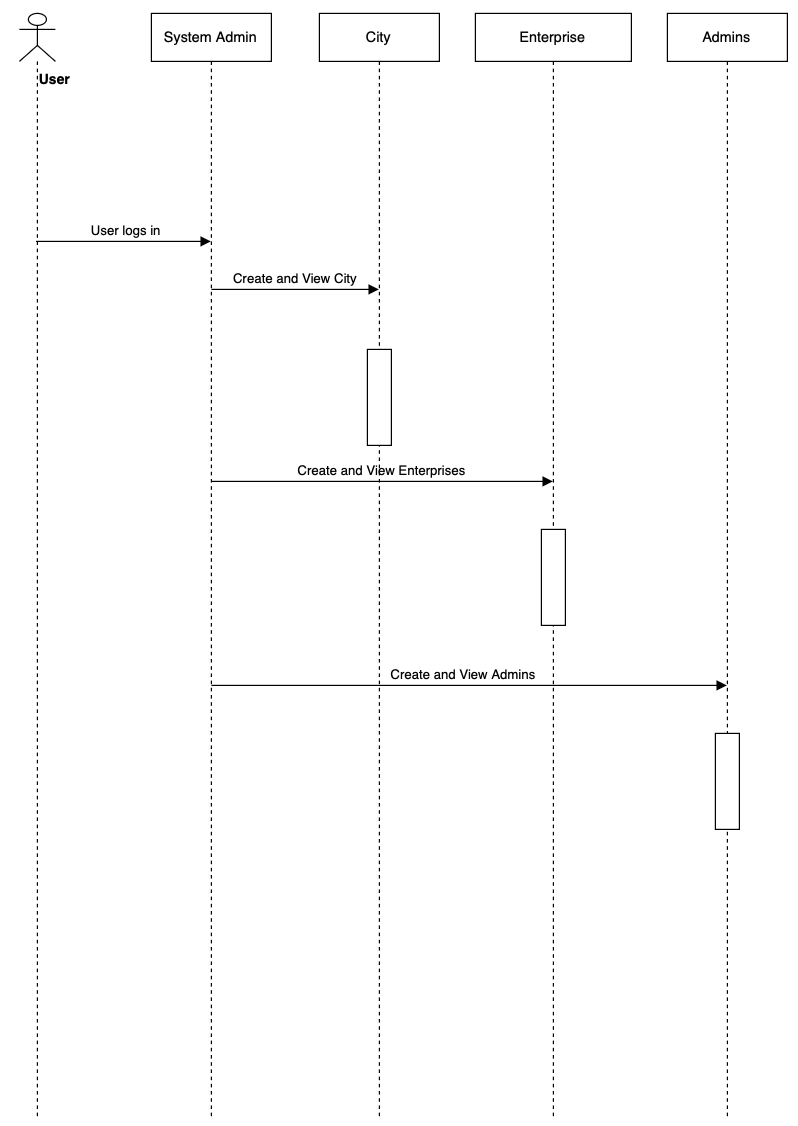 System Admin
City
Enterprise
Admins
User
User logs in
Create and View City
Create and View Enterprises
Create and View Admins